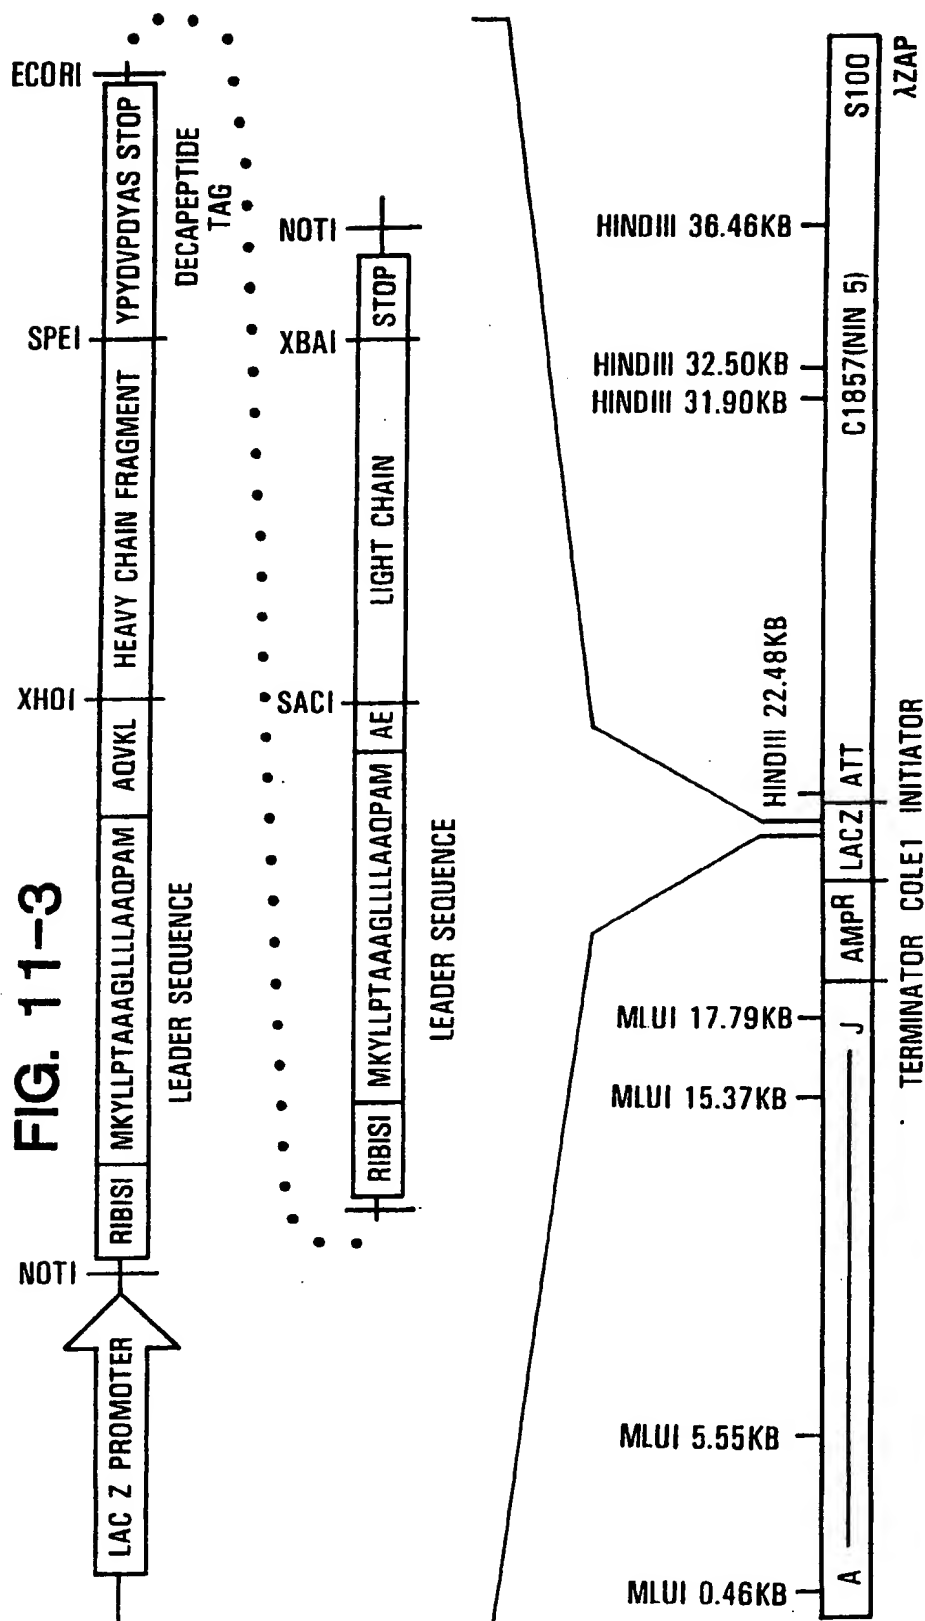 FIG. 11-3
LAC Z PROMOTER
NOTI
RIBISI
MKYLLPTAAAGLLLLAAQPAM
AQVKL
XHOI
HEAVY CHAIN FRAGMENT
SPEI
YPYDVPDYAS STOP
ECORI
LEADER SEQUENCE
DECAPEPTIDE
TAG
RIBISI
MKYLLPTAAAGLLLLAAQPAM
AE
SACI
LIGHT CHAIN
XBAI
STOP
NOTI
LEADER SEQUENCE
MLUI 0.46KB
MLUI 5.55KB
MLUI 15.37KB
MLUI 17.79KB
HINDIII 22.48KB
HINDIII 31.90KB
HINDIII 32.50KB
HINDIII 36.46KB
A
J
AMPR
LACZ
ATT
C1857(NIN 5)
S100
TERMINATOR COLE1 INITIATOR
λZAP